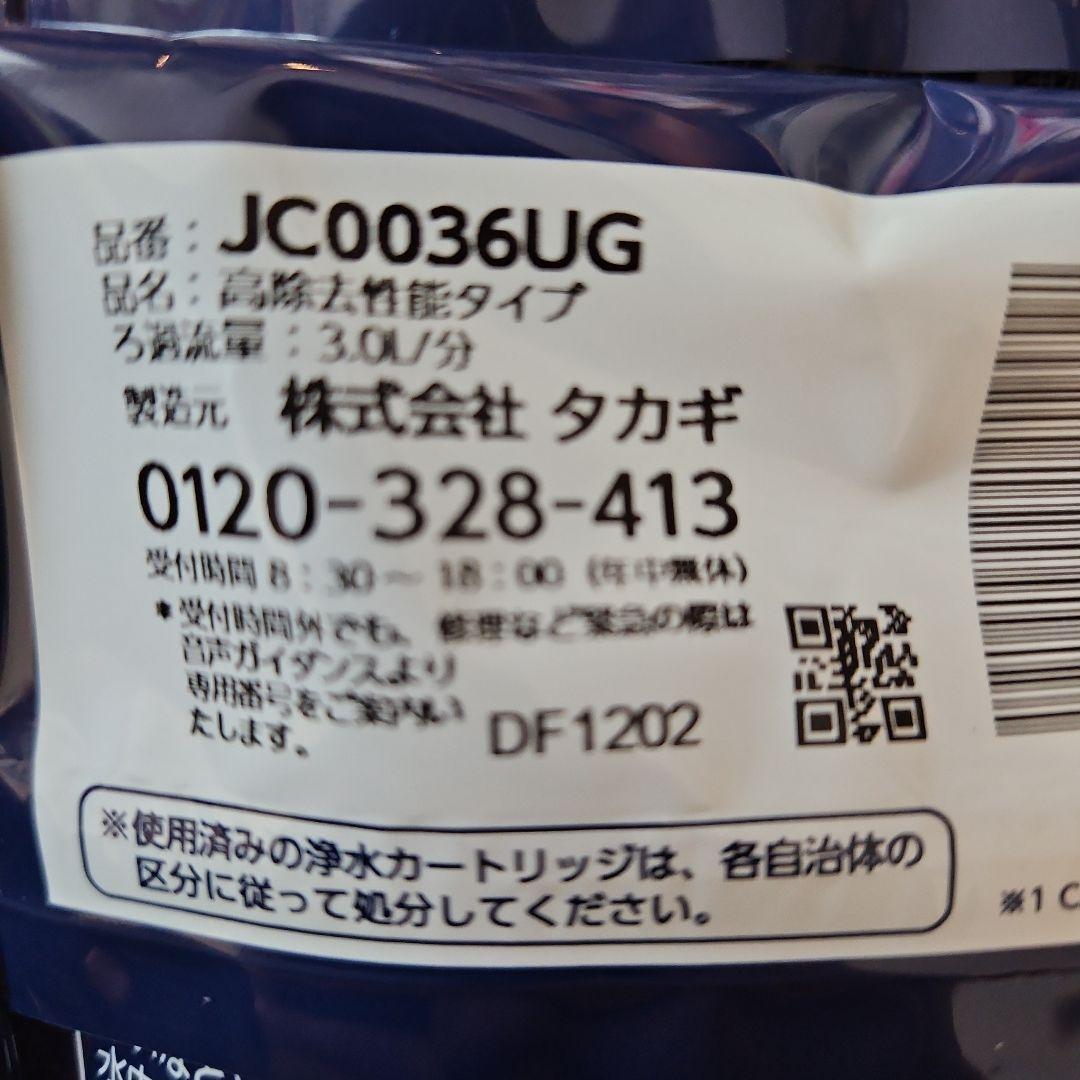 品番：JC0036UG
品名：高除去性能タイプ
ろ過流量：3.0L/分
製造元 株式会社 タカギ
0120-328-413
受付時間 8：30～18：00 (年中無休)
＊受付時間外でも、修理など緊急の際は
音声ガイダンスより
専用番号をご案内い
たします。
DF1202
※使用済みの浄水カートリッジは、各自治体の
区分に従って処分してください。
※1 C